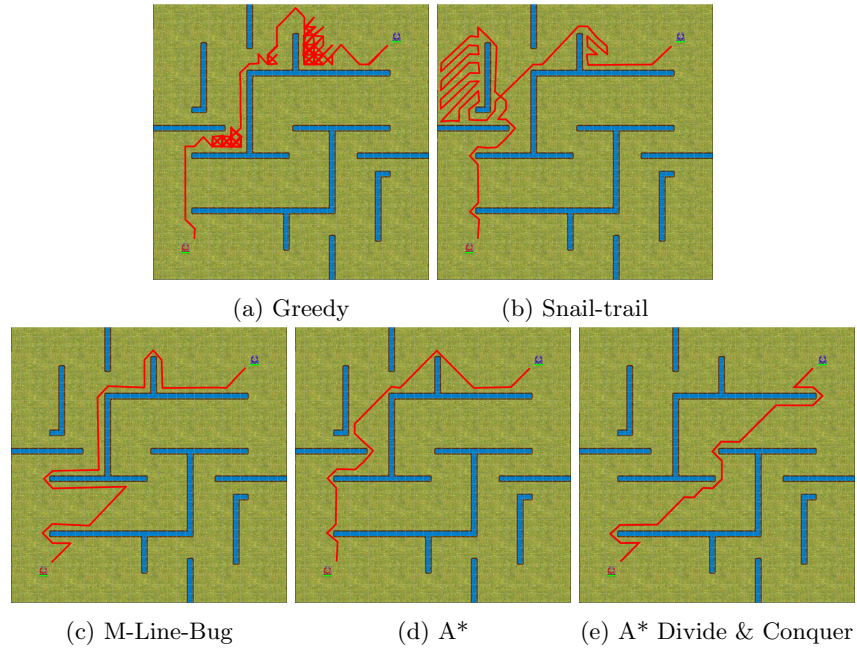 (a) Greedy
(b) Snail-trail
(c) M-Line-Bug
(d) A*
(e) A* Divide & Conquer